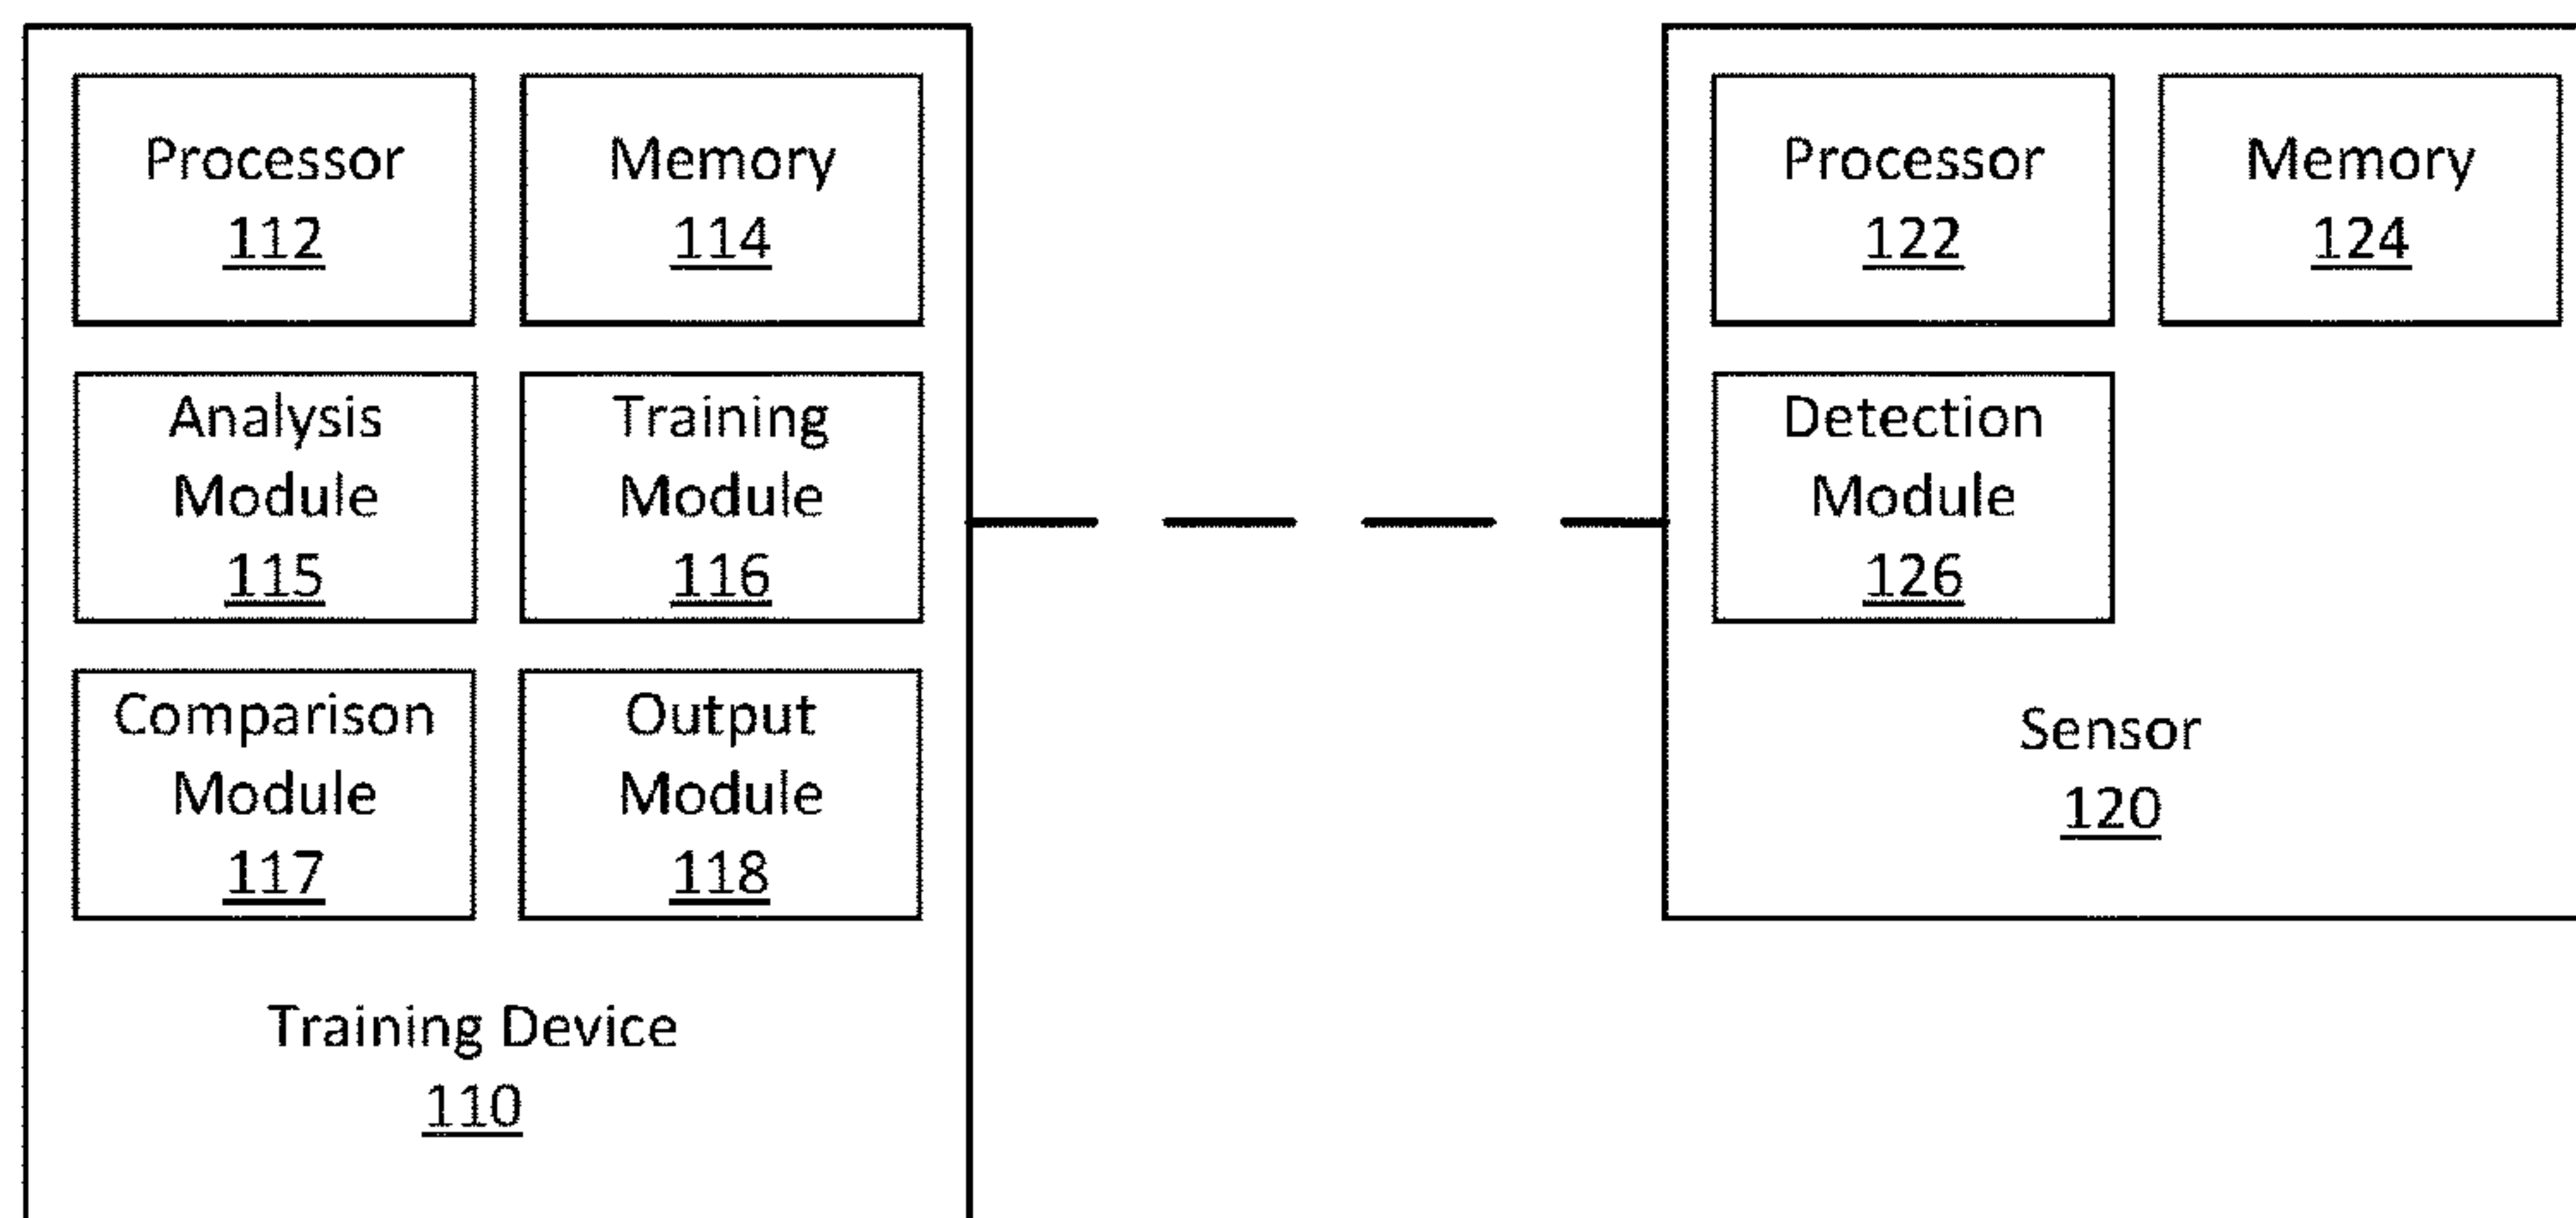 Processor
112
Memory
114
Analysis
Module
115
Training
Module
116
Comparison
Module
117
Output
Module
118
Training Device
110
Processor
122
Memory
124
Detection
Module
126
Sensor
120